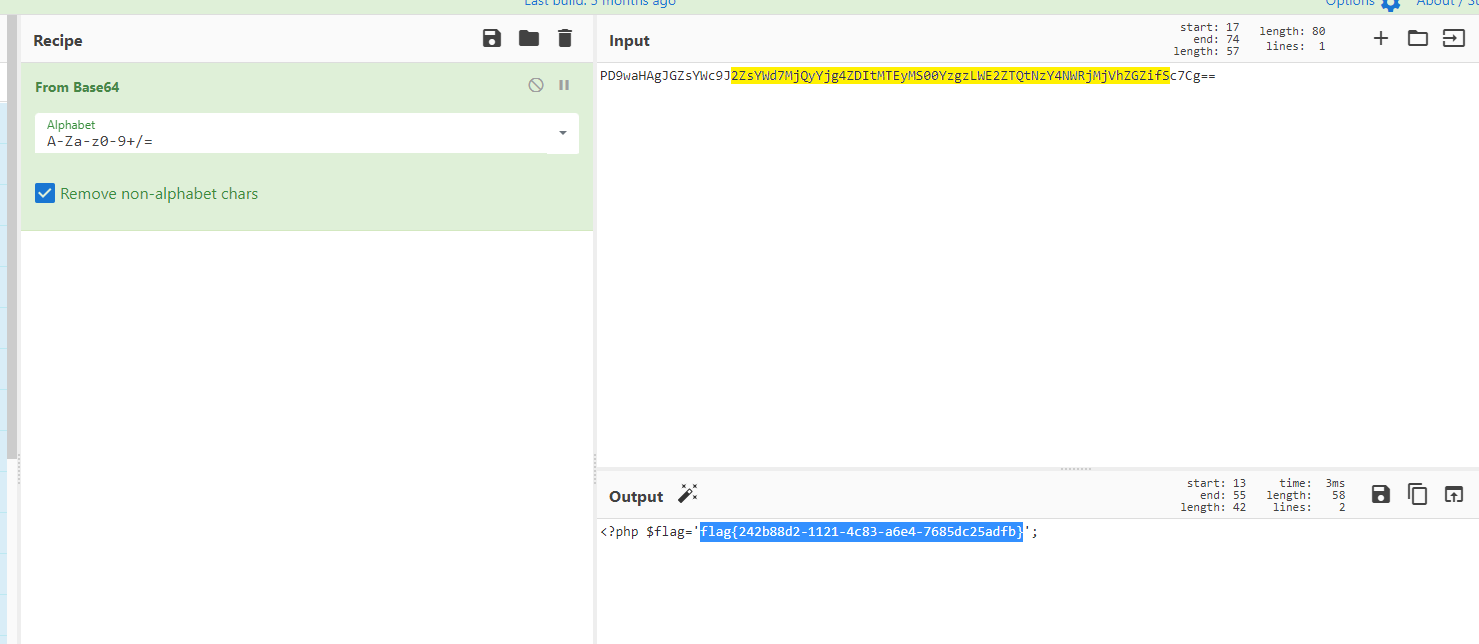 Last build: 5 months ago
Options
About /
Recipe
From Base64
Alphabet
A-Za-z0-9+/=
Remove non-alphabet chars
Input
start: 17
end: 74
length: 57
length: 80
lines: 1
PD9waHAgJGZsYWc9J2ZsYWd7MjQyYjg4ZDItMTEyMS00YzgzLWE2ZTQtNzY4NWRjMjVhZGZifSc7Cg==
Output
start: 13
end: 55
length: 42
time: 3ms
length: 58
lines: 2
<?php $flag='flag{242b88d2-1121-4c83-a6e4-7685dc25adfb}';